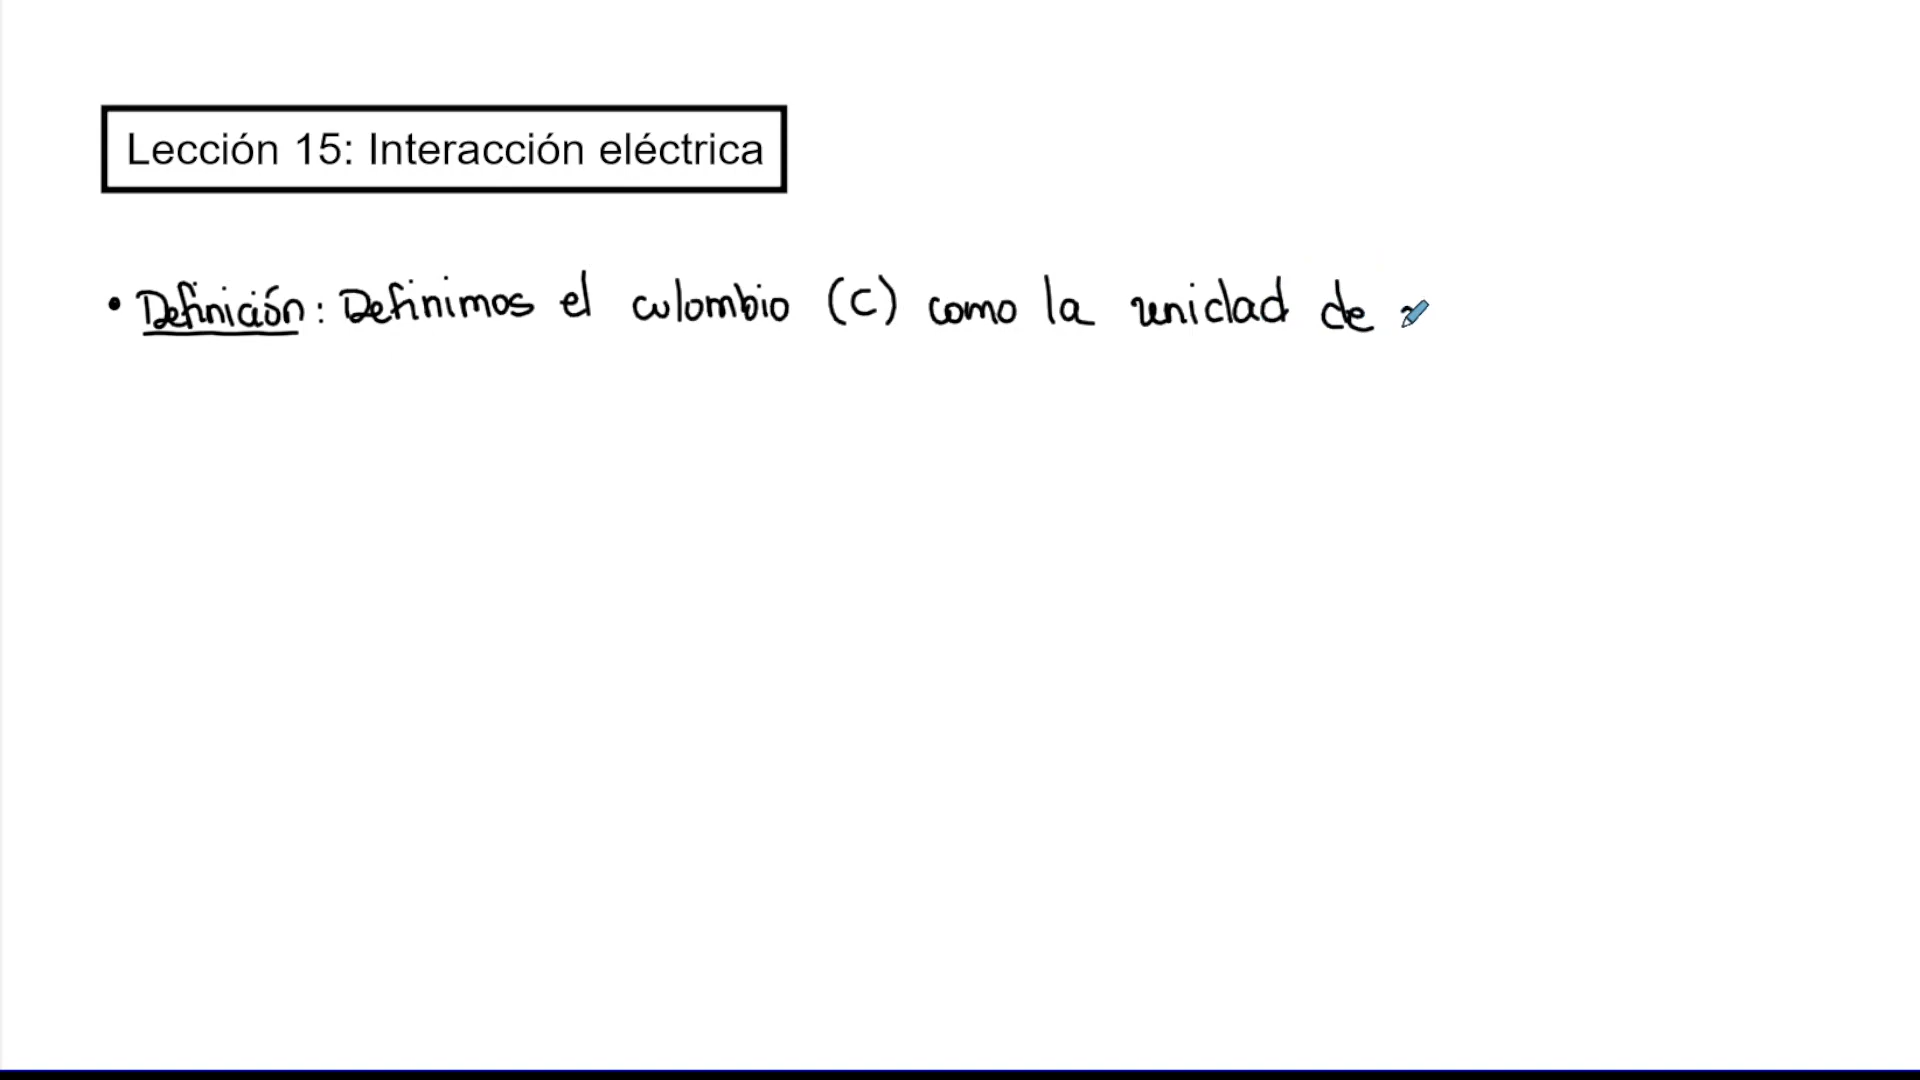 Lección 15: Interacción eléctrica
• Definición: Definimos el culombio (C) como la unidad de